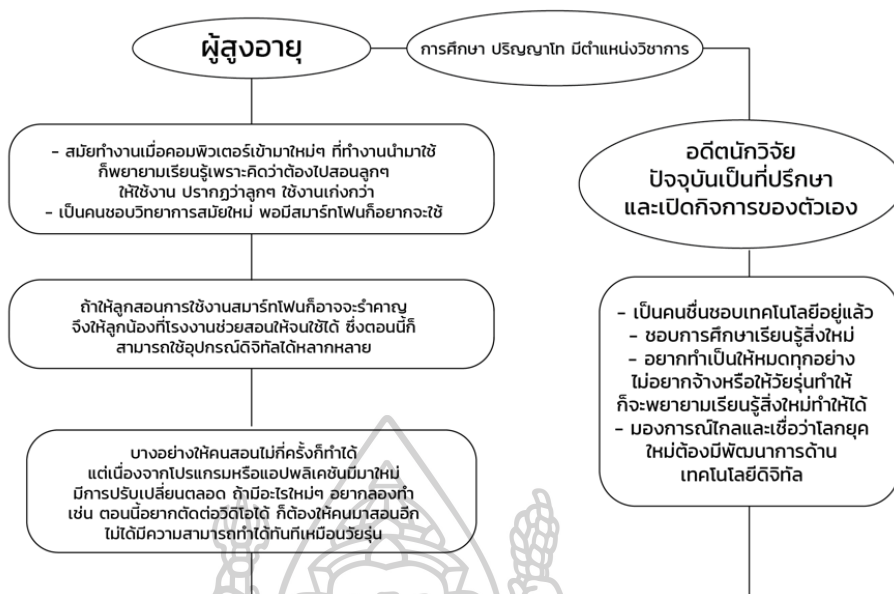 ผู้สูงอายุ
การศึกษา ปริญญาโท มีตำแหน่งวิชาการ
- สมัยทำงานเมื่อคอมพิวเตอร์เข้ามาใหม่ๆ ที่ทำงานนำมาใช้
ก็พยายามเรียนรู้เพราะคิดว่าต้องไปสอนลูกๆ
ให้ใช้งาน ปรากฏว่าลูกๆ ใช้งานเก่งกว่า
- เป็นคนชอบวิทยาการสมัยใหม่ พอมีสมาร์ทโฟนก็อยากจะใช้
ถ้าให้ลูกสอนการใช้งานสมาร์ทโฟนก็อาจจะรำคาญ
จึงให้ลูกน้องที่โรงงานช่วยสอนให้จนใช้ได้ ซึ่งตอนนี้ก็
สามารถใช้อุปกรณ์ดิจิทัลได้หลากหลาย
บางอย่างให้คนสอนไม่กี่ครั้งก็ทำได้
แต่เนื่องจากโปรแกรมหรือแอปพลิเคชันมีมาใหม่
มีการปรับเปลี่ยนตลอด ถ้ามีอะไรใหม่ๆ อยากลองทำ
เช่น ตอนนี้อยากตัดต่อวิดีโอได้ ก็ต้องให้คนมาสอนอีก
ไม่ได้มีความสามารถทำได้ทันทีเหมือนวัยรุ่น
อดีตนักวิจัย
ปัจจุบันเป็นที่ปรึกษา
และเปิดกิจการของตัวเอง
- เป็นคนชื่นชอบเทคโนโลยีอยู่แล้ว
- ชอบการศึกษาเรียนรู้สิ่งใหม่
- อยากทำเป็นให้หมดทุกอย่าง
ไม่อยากจ้างหรือให้วัยรุ่นทำให้
ก็จะพยายามเรียนรู้สิ่งใหม่ทำให้ได้
- มองการณ์ไกลและเชื่อว่าโลกยุค
ใหม่ต้องมีพัฒนาการด้าน
เทคโนโลยีดิจิทัล